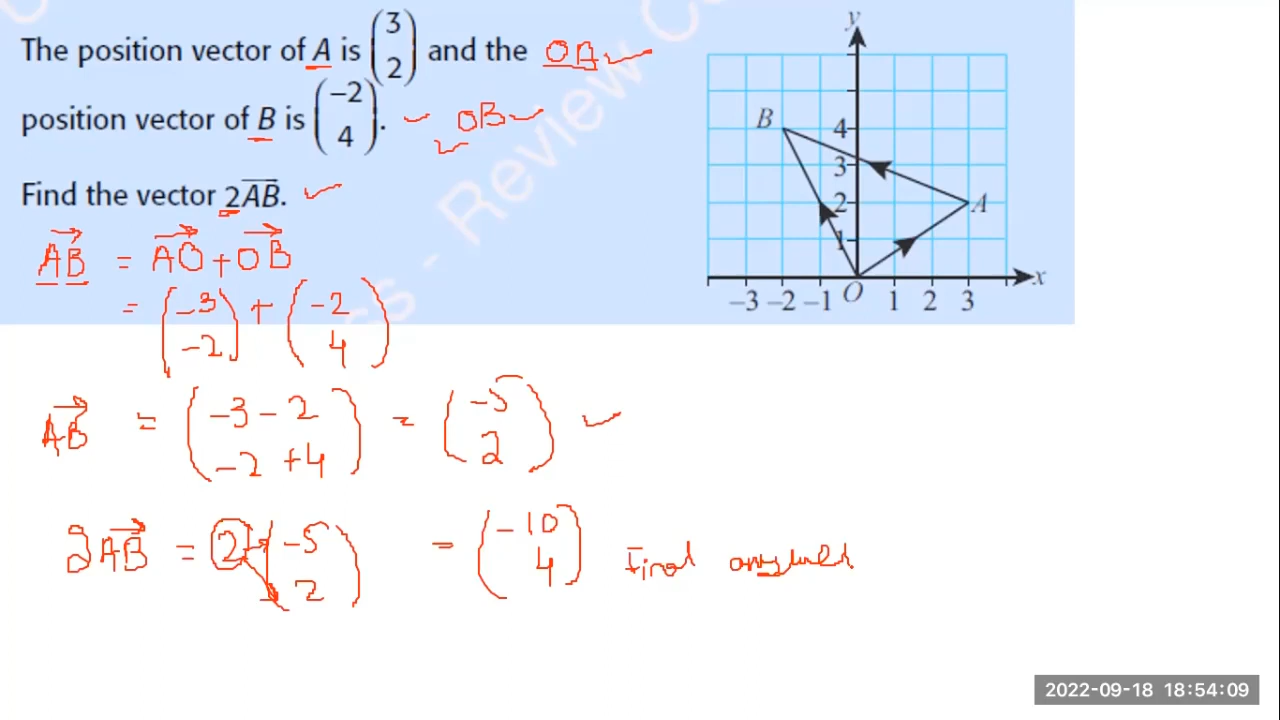 The position vector of A is (3 2) and the OA ✓
position vector of B is (−2 4). ✓ OB ✓
✓
Find the vector 2AB. ✓
AB = AO + OB
= (-3 -2) + (-2 4)
AB = (-3 - 2 -2 + 4) = (-5 2) ✓
2AB = 2 (-5 2) = (-10 4) Final
y
B
4
3
2
A
1
−3 −2 −1 O 1 2 3 x
- Review Co
ss
2022-09-18 18:54:09